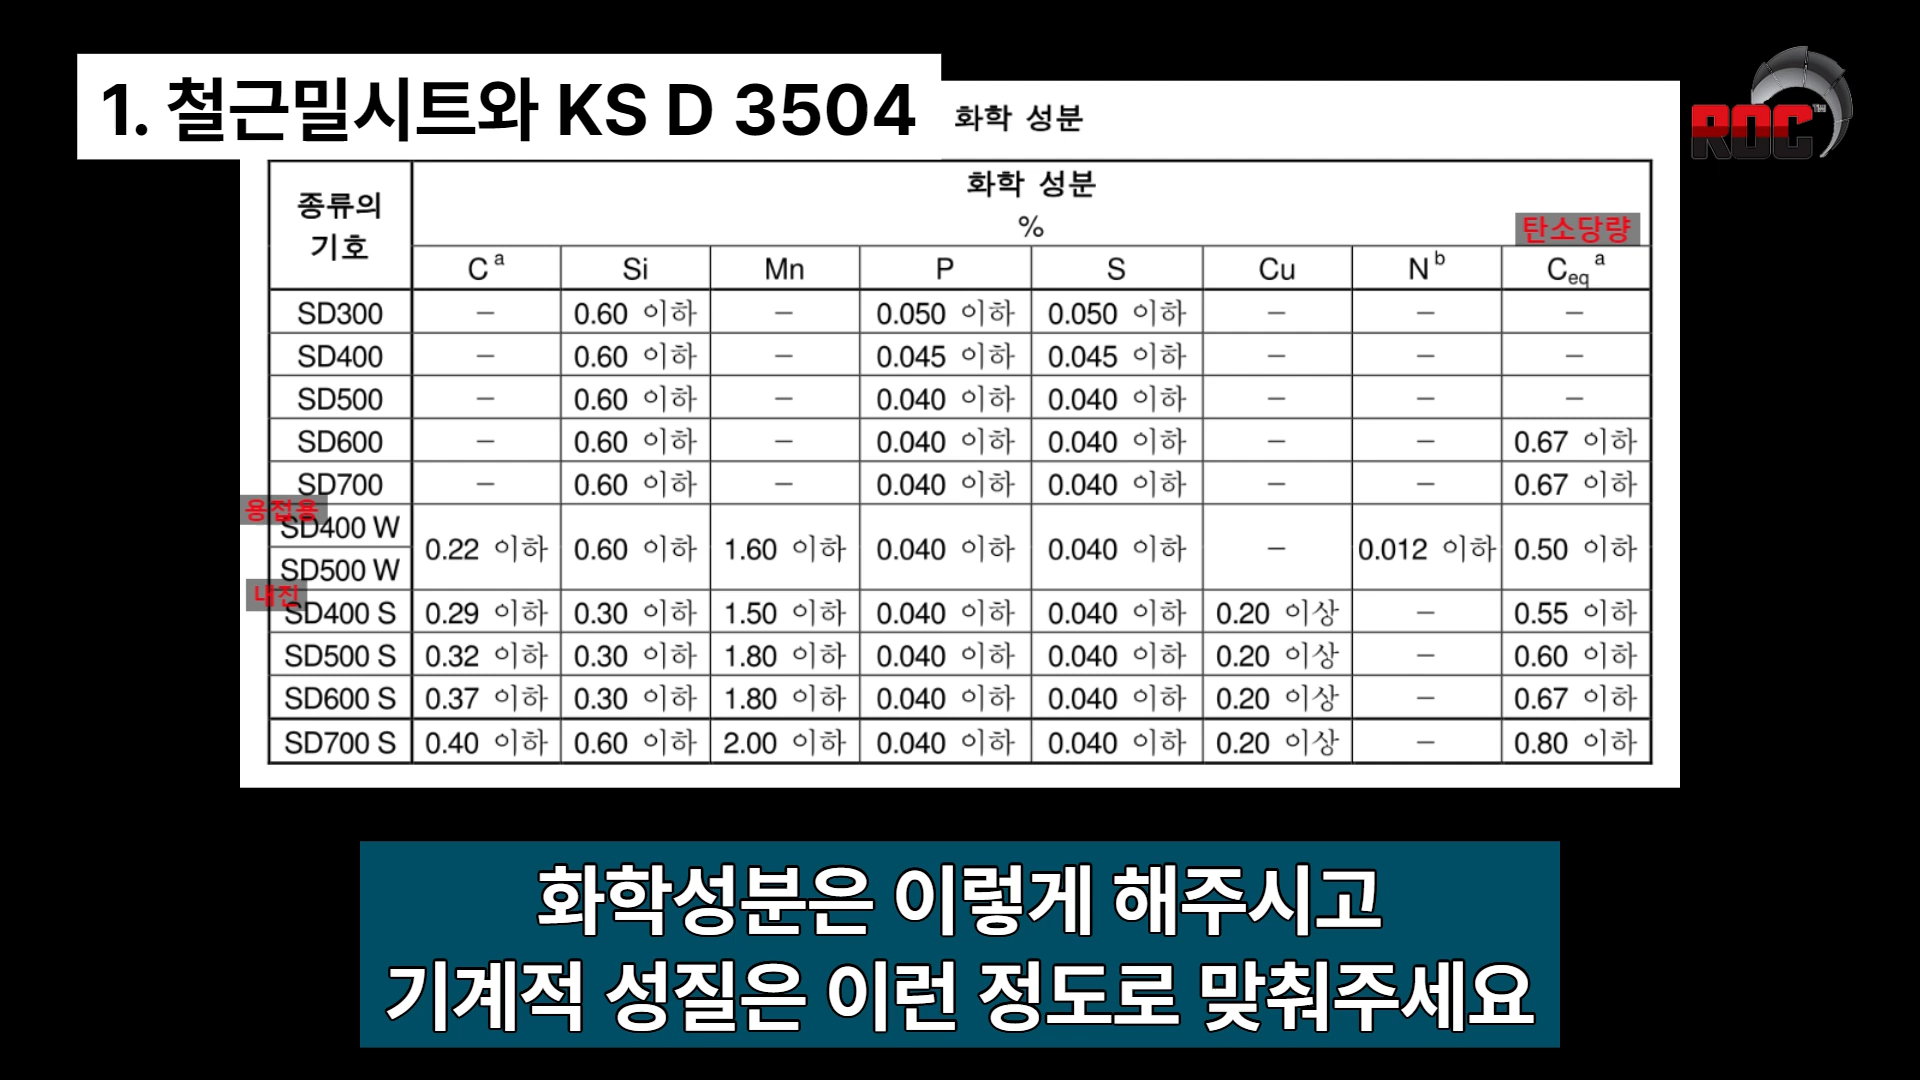 1. 철근밀시트와 KS D 3504
화학 성분
ROC™
종류의 기호
화학 성분
%
탄소당량
C a Si Mn P S Cu N b Ceq a
SD300 – 0.60 이하 – 0.050 이하 0.050 이하 – – –
SD400 – 0.60 이하 – 0.045 이하 0.045 이하 – – –
SD500 – 0.60 이하 – 0.040 이하 0.040 이하 – – –
SD600 – 0.60 이하 – 0.040 이하 0.040 이하 – – 0.67 이하
SD700 – 0.60 이하 – 0.040 이하 0.040 이하 – – 0.67 이하
용접용
SD400 W
0.22 이하 0.60 이하 1.60 이하 0.040 이하 0.040 이하 – 0.012 이하 0.50 이하
SD500 W
내진
SD400 S 0.29 이하 0.30 이하 1.50 이하 0.040 이하 0.040 이하 0.20 이상 – 0.55 이하
SD500 S 0.32 이하 0.30 이하 1.80 이하 0.040 이하 0.040 이하 0.20 이상 – 0.60 이하
SD600 S 0.37 이하 0.30 이하 1.80 이하 0.040 이하 0.040 이하 0.20 이상 – 0.67 이하
SD700 S 0.40 이하 0.60 이하 2.00 이하 0.040 이하 0.040 이하 0.20 이상 – 0.80 이하
화학성분은 이렇게 해주시고
기계적 성질은 이런 정도로 맞춰주세요